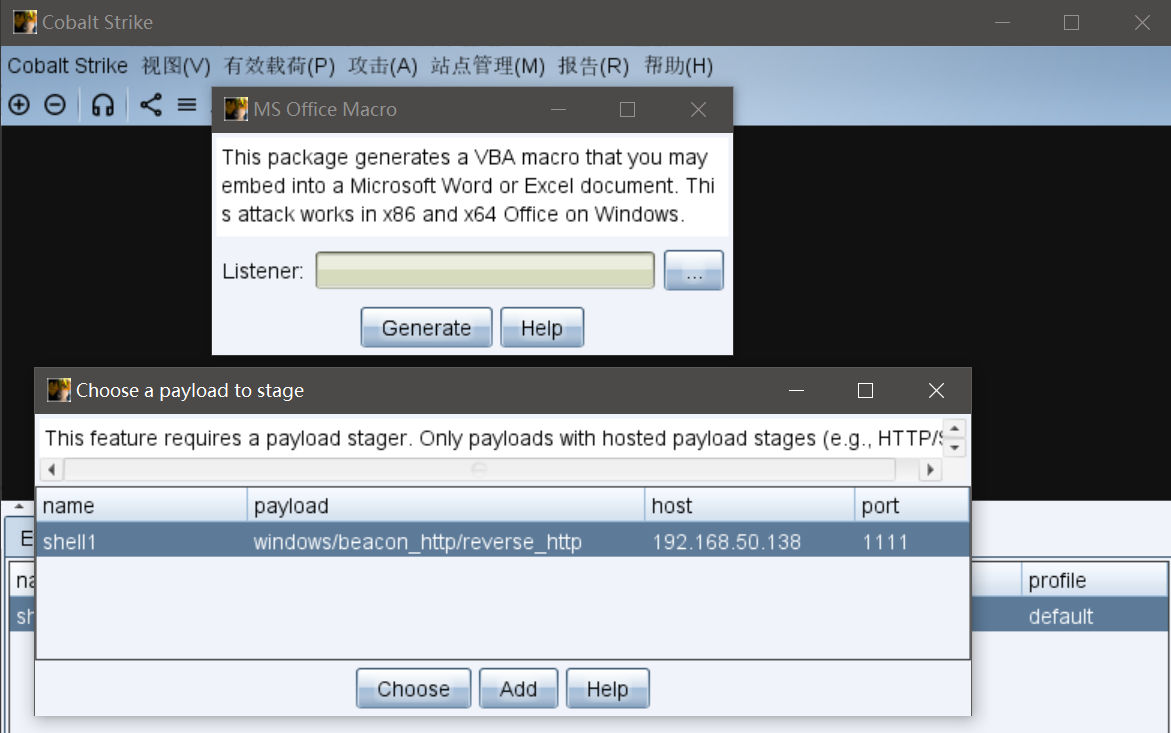 Cobalt Strike
Cobalt Strike 视图(V) 有效载荷(P) 攻击(A) 站点管理(M) 报告(R) 帮助(H)
MS Office Macro
This package generates a VBA macro that you may
embed into a Microsoft Word or Excel document. Thi
s attack works in x86 and x64 Office on Windows.
Listener: ...
Generate Help
Choose a payload to stage
This feature requires a payload stager. Only payloads with hosted payload stages (e.g., HTTP/
name payload host port
shell1 windows/beacon_http/reverse_http 192.168.50.138 1111
profile
default
Choose Add Help